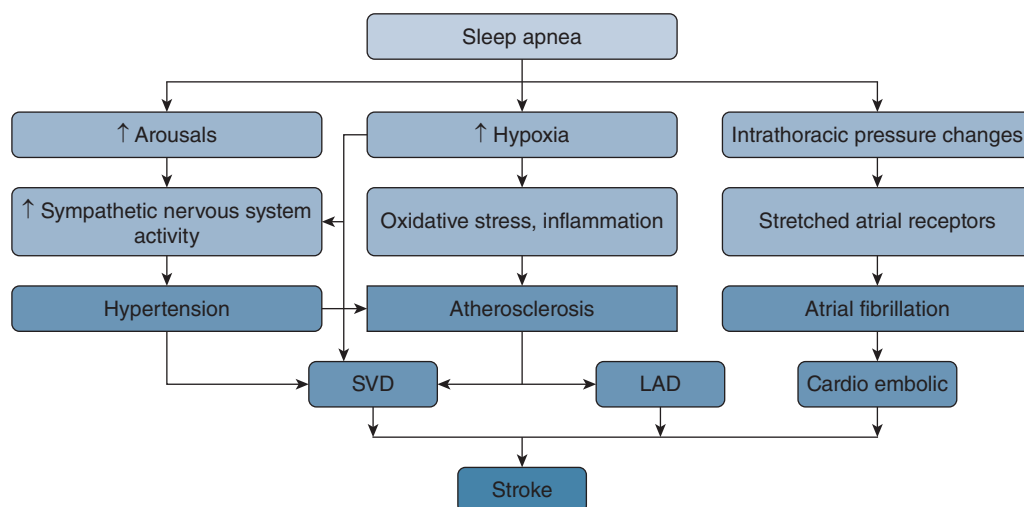 Sleep apnea
↑ Arousals
↑ Hypoxia
Intrathoracic pressure changes
↑ Sympathetic nervous system
activity
Oxidative stress, inflammation
Stretched atrial receptors
Hypertension
Atherosclerosis
Atrial fibrillation
SVD
LAD
Cardio embolic
Stroke